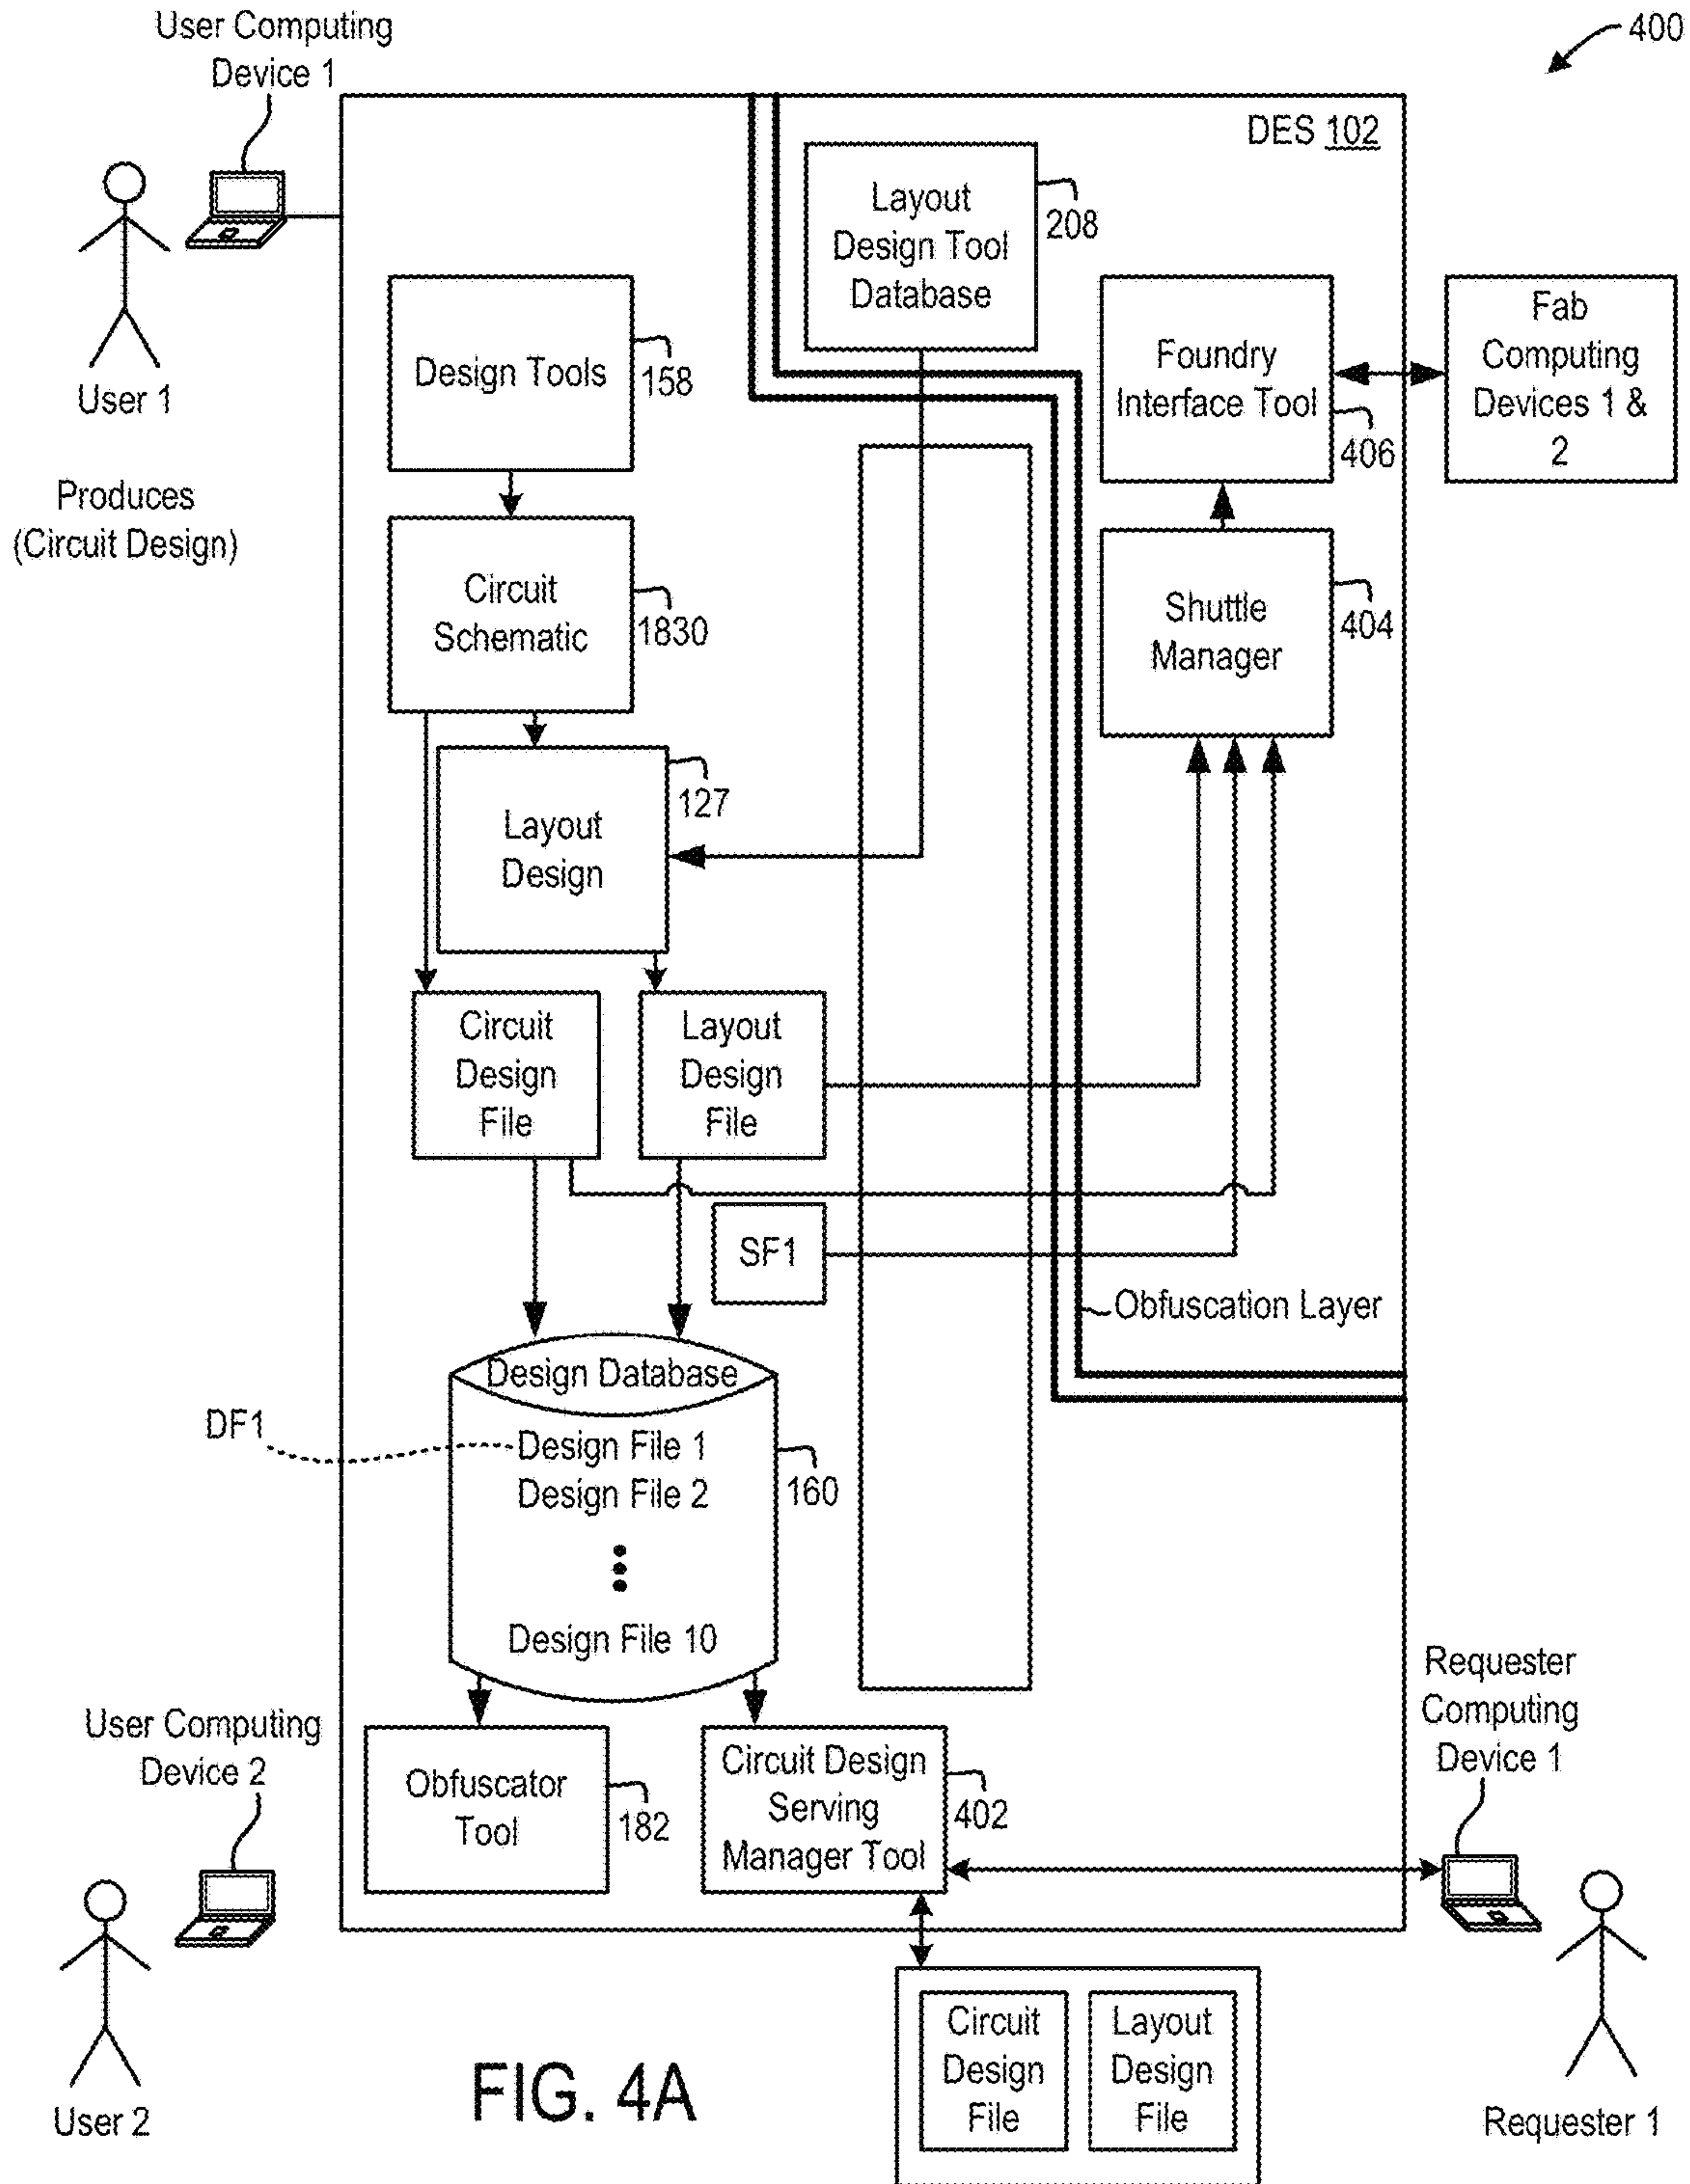 User Computing
Device 1
400
DES 102
Layout
Design Tool
Database
208
User 1
Produces
(Circuit Design)
Design Tools
158
Foundry
Interface Tool
406
Fab
Computing
Devices 1 &
2
Circuit
Schematic
1830
Shuttle
Manager
404
Layout
Design
127
Circuit
Design
File
Layout
Design
File
SF1
Obfuscation Layer
Design Database
DF1
Design File 1
Design File 2
Design File 10
160
User Computing
Device 2
Obfuscator
Tool
182
Circuit Design
Serving
Manager Tool
402
Requester
Computing
Device 1
User 2
FIG. 4A
Circuit
Design
File
Layout
Design
File
Requester 1